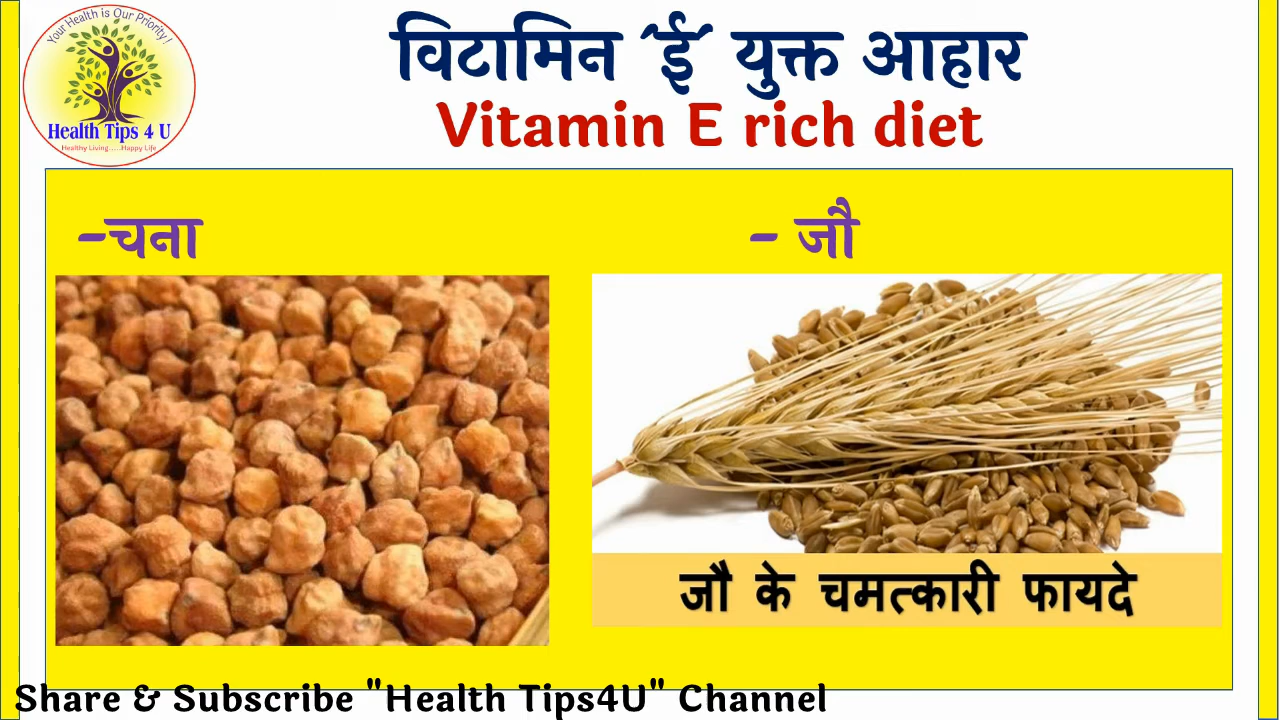 Your Health is Our Priority!
Health Tips 4 U
Healthy Living.....Happy Life
विटामिन ´ई´ युक्त आहार
Vitamin E rich diet
-चना
- जौ
जौ के चमत्कारी फायदे
Share & Subscribe "Health Tips4U" Channel